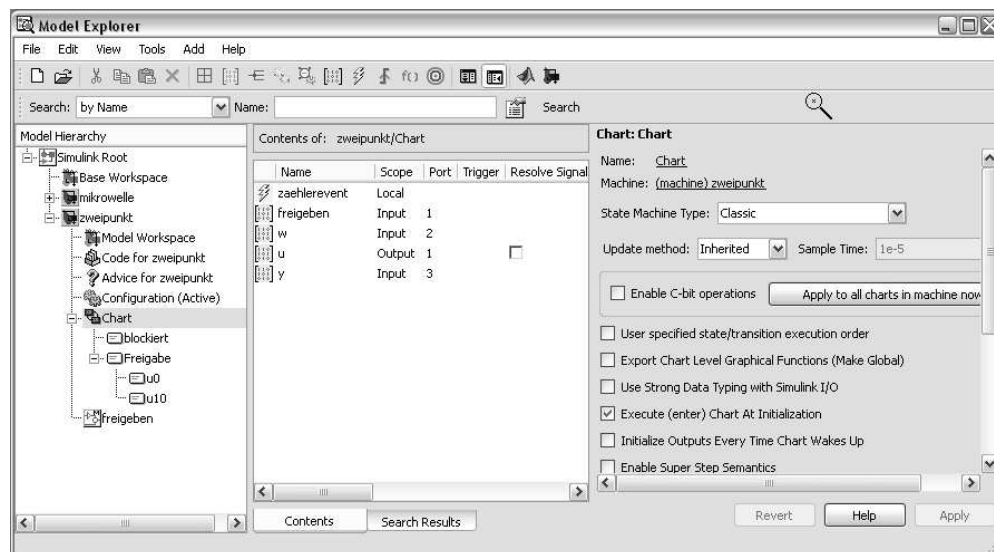 Model Explorer
File Edit View Tools Add Help
Search: by Name Name: Search
Model Hierarchy
Simulink Root
Base Workspace
mikrowelle
zweipunkt
Model Workspace
Code for zweipunkt
Advice for zweipunkt
Configuration (Active)
Chart
blockiert
Freigabe
u0
u10
freigeben
Contents of: zweipunkt/Chart
Name Scope Port Trigger Resolve Signal
zaehlerevent Local
freigeben Input 1
w Input 2
u Output 1
y Input 3
Contents Search Results
Chart: Chart
Name: Chart
Machine: (machine) zweipunkt
State Machine Type: Classic
Update method: Inherited Sample Time: 1e-5
Enable C-bit operations Apply to all charts in machine now
User specified state/transition execution order
Export Chart Level Graphical Functions (Make Global)
Use Strong Data Typing with Simulink I/O
Execute (enter) Chart At Initialization
Initialize Outputs Every Time Chart Wakes Up
Enable Super Step Semantics
Revert Help Apply